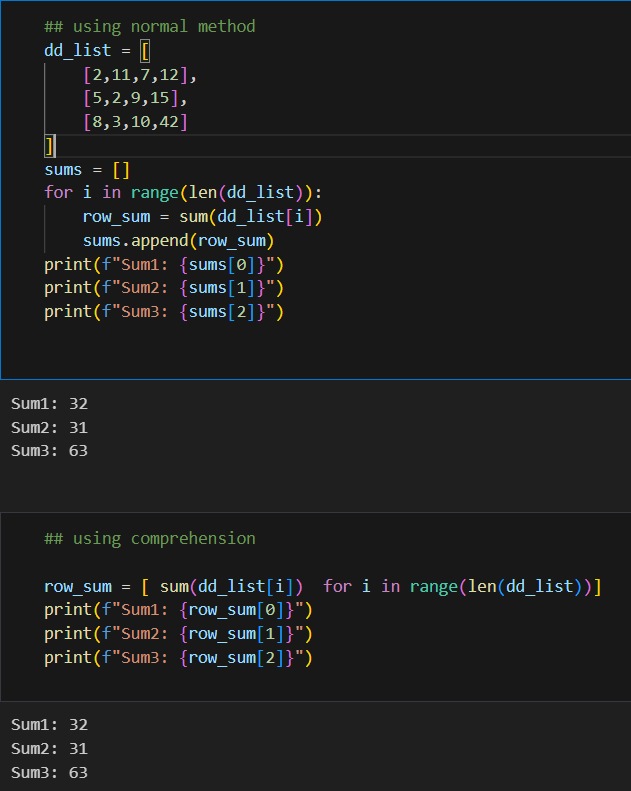 ## using normal method
dd_list = [
    [2,11,7,12],
    [5,2,9,15],
    [8,3,10,42]
]
sums = []
for i in range(len(dd_list)):
    row_sum = sum(dd_list[i])
    sums.append(row_sum)
print(f"Sum1: {sums[0]}")
print(f"Sum2: {sums[1]}")
print(f"Sum3: {sums[2]}")
Sum1: 32
Sum2: 31
Sum3: 63
## using comprehension
row_sum = [ sum(dd_list[i])  for i in range(len(dd_list))]
print(f"Sum1: {row_sum[0]}")
print(f"Sum2: {row_sum[1]}")
print(f"Sum3: {row_sum[2]}")
Sum1: 32
Sum2: 31
Sum3: 63